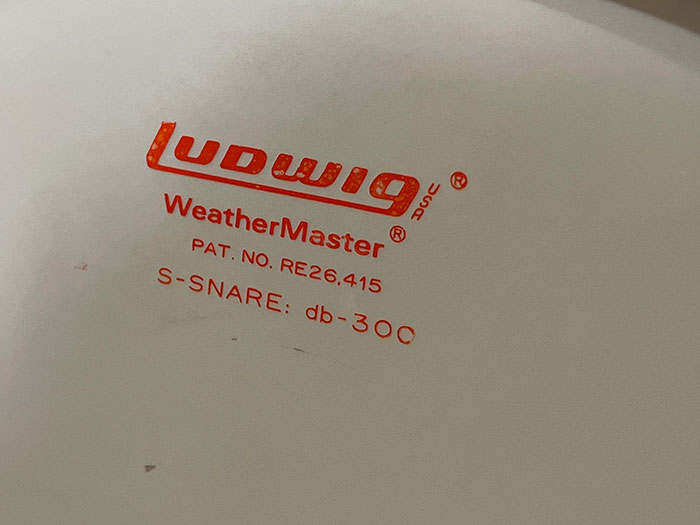 Ludwig USA ®
WeatherMaster ®
PAT. NO. RE26,415
S-SNARE: db-300